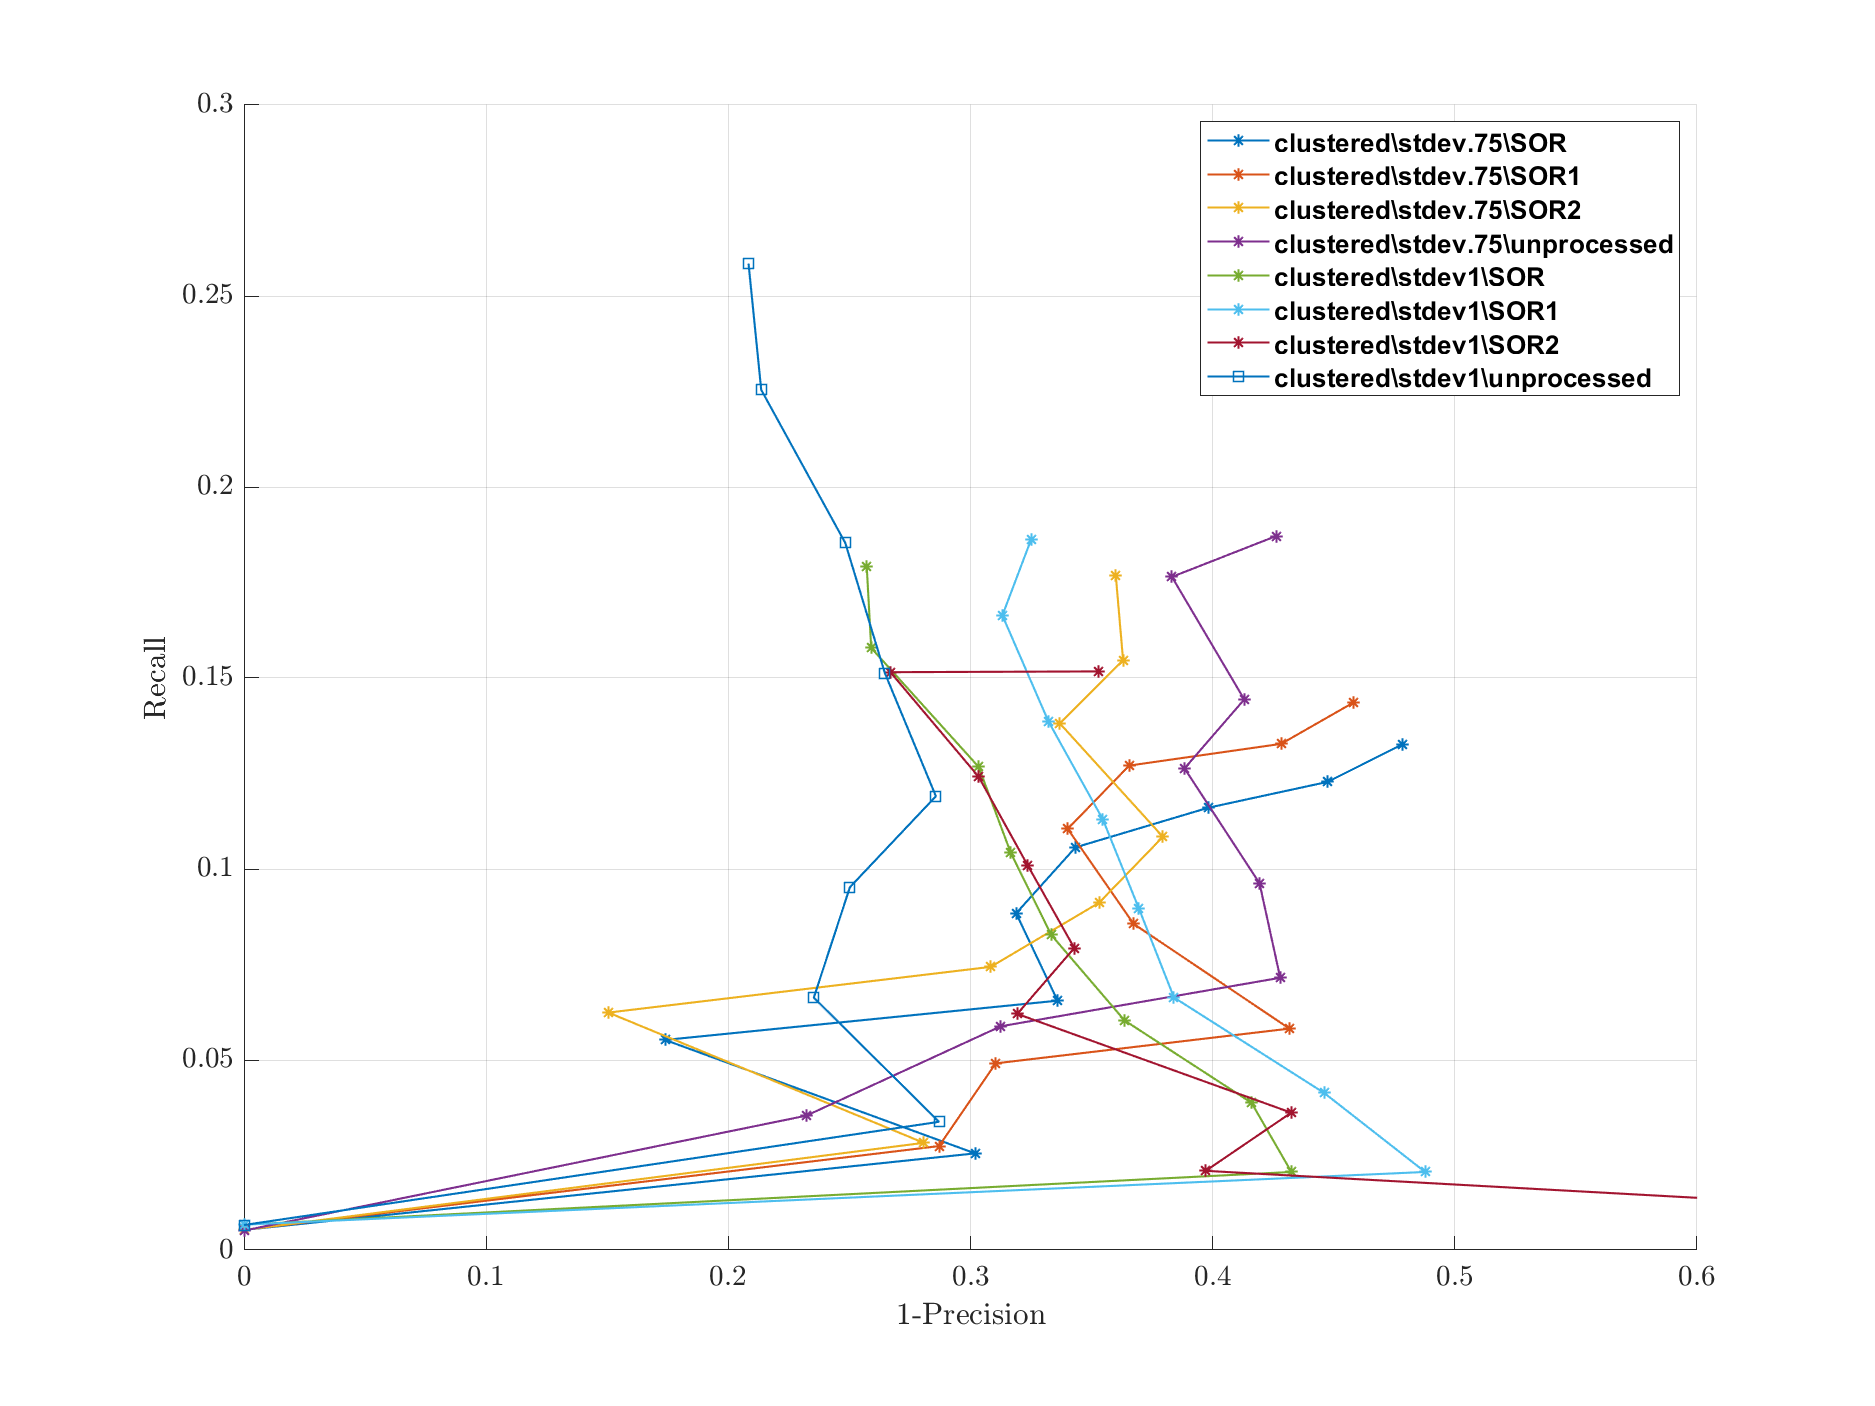 0.3
0.25
0.2
0.15
0.1
0.05
0
Recall
clustered\stdev.75\SOR
clustered\stdev.75\SOR1
clustered\stdev.75\SOR2
clustered\stdev.75\unprocessed
clustered\stdev1\SOR
clustered\stdev1\SOR1
clustered\stdev1\SOR2
clustered\stdev1\unprocessed
0 0.1 0.2 0.3 0.4 0.5 0.6
1-Precision